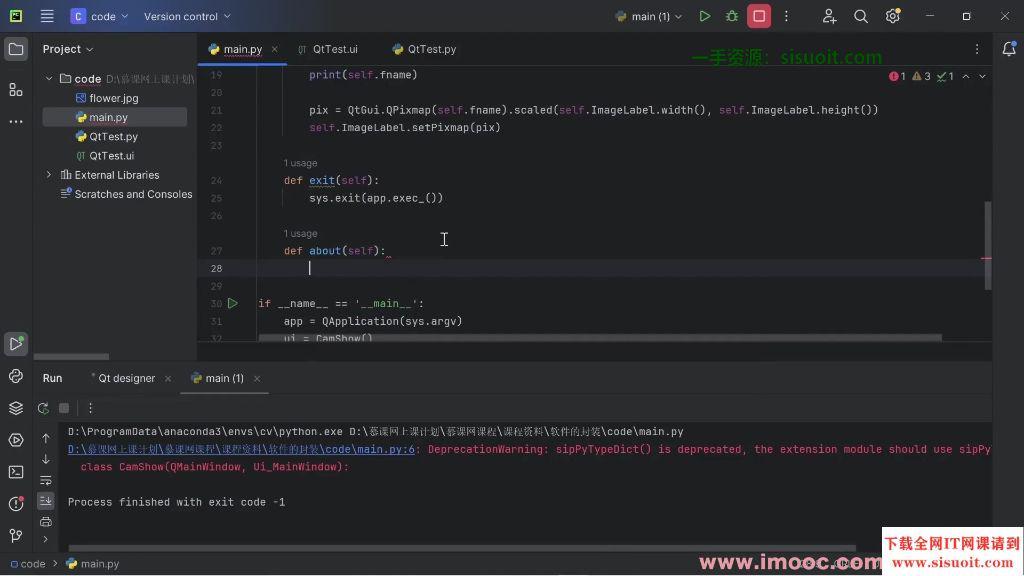 C code
Version control
main (1)
Project
main.py
QtTest.ui
QtTest.py
一手资源：sisuoit.com
code D:\慕课网上课计划\
flower.jpg
main.py
QtTest.py
QtTest.ui
External Libraries
Scratches and Consoles
1 3 1
19 print(self.fname)
20
21 pix = QtGui.QPixmap(self.fname).scaled(self.ImageLabel.width(), self.ImageLabel.height())
22 self.ImageLabel.setPixmap(pix)
23
1 usage
24 def exit(self):
25 sys.exit(app.exec_())
26
1 usage
27 def about(self):
28
29
30 if __name__ == '__main__':
31 app = QApplication(sys.argv)
32 ui = CamShow()
Run
Qt designer
main (1)
D:\ProgramData\anaconda3\envs\cv\python.exe D:\慕课网上课计划\慕课网课程\课程资料\软件的封装\code\main.py
D:\慕课网上课计划\慕课网课程\课程资料\软件的封装\code\main.py:6: DeprecationWarning: sipPyTypeDict() is deprecated, the extension module should use sipPy
class CamShow(QMainWindow, Ui_MainWindow):
Process finished with exit code -1
code > main.py
www.imooc.com
下载全网IT网课请到
www.sisuoit.com